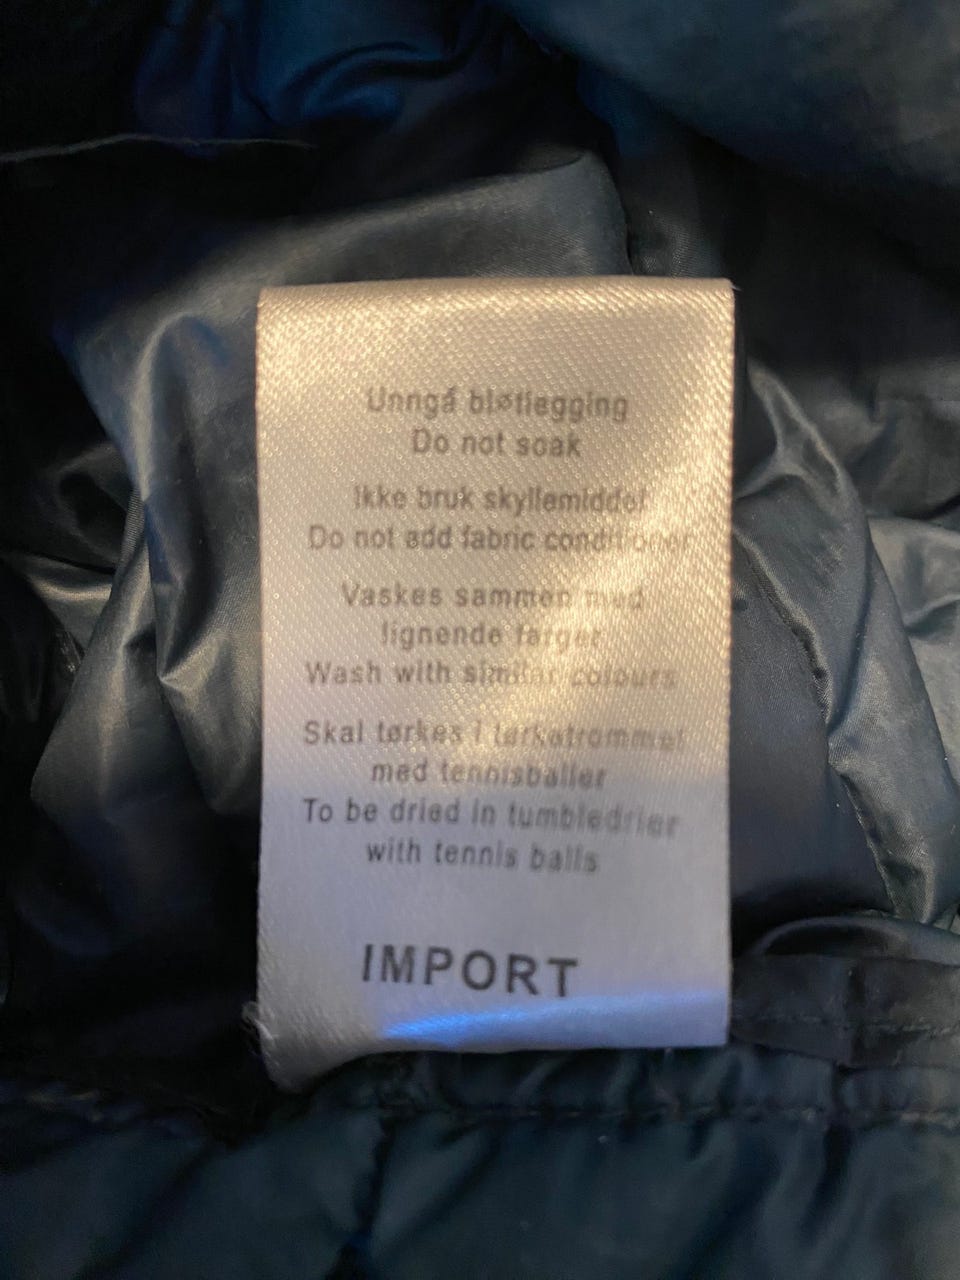 Unngå bløtlegging
Do not soak
Ikke bruk skyllemiddel
Do not add fabric conditioner
Vaskes sammen med
lignende farger
Wash with similar colours
Skal tørkes i tørketrommel
med tennisballer
To be dried in tumbledrier
with tennis balls
IMPORT